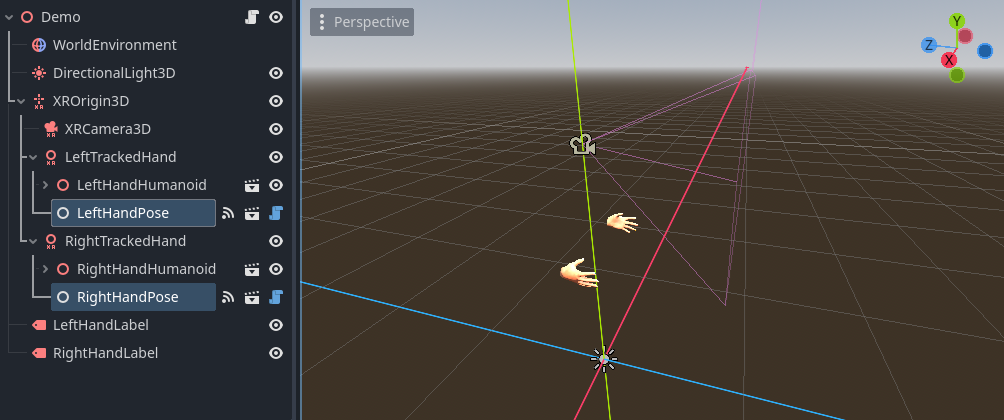 Demo
WorldEnvironment
DirectionalLight3D
XROrigin3D
XRCamera3D
LeftTrackedHand
LeftHandHumanoid
LeftHandPose
RightTrackedHand
RightHandHumanoid
RightHandPose
LeftHandLabel
RightHandLabel
Perspective
Y
Z
X